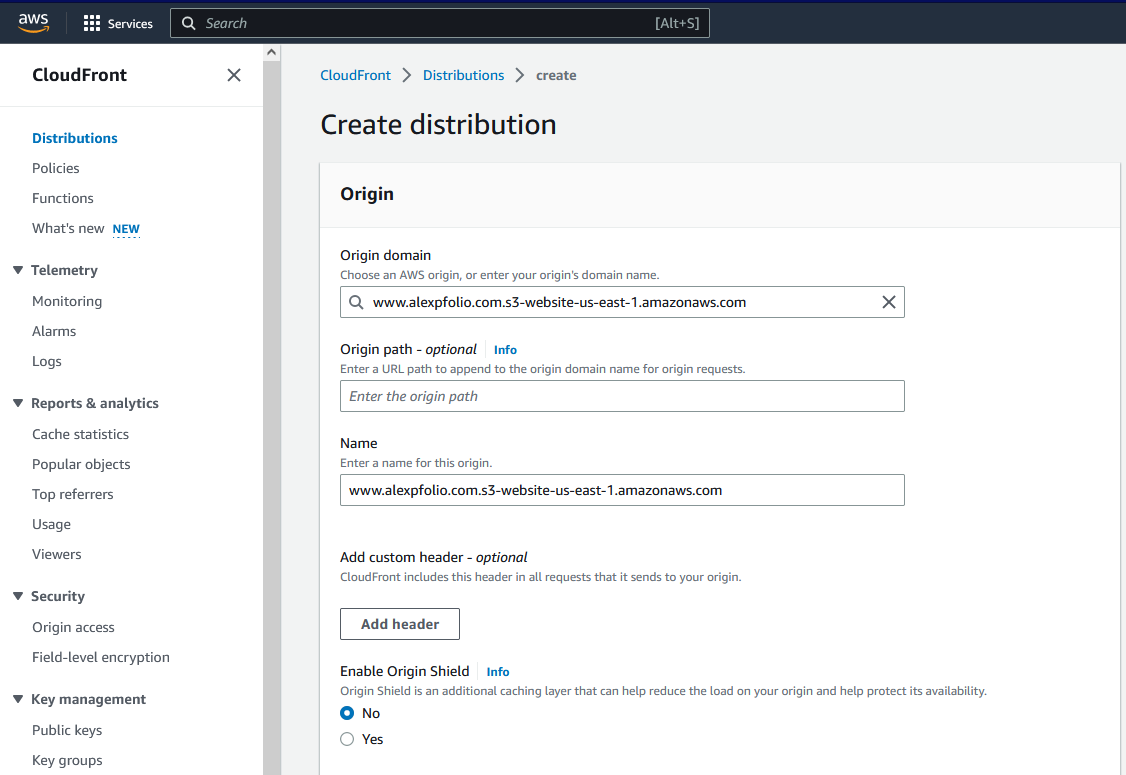 aws
Services
Search
[Alt+S]
CloudFront
Distributions
Policies
Functions
What's new NEW
Telemetry
Monitoring
Alarms
Logs
Reports & analytics
Cache statistics
Popular objects
Top referrers
Usage
Viewers
Security
Origin access
Field-level encryption
Key management
Public keys
Key groups
CloudFront > Distributions > create
Create distribution
Origin
Origin domain
Choose an AWS origin, or enter your origin's domain name.
www.alexpfolio.com.s3-website-us-east-1.amazonaws.com
Origin path - optional Info
Enter a URL path to append to the origin domain name for origin requests.
Enter the origin path
Name
Enter a name for this origin.
www.alexpfolio.com.s3-website-us-east-1.amazonaws.com
Add custom header - optional
CloudFront includes this header in all requests that it sends to your origin.
Add header
Enable Origin Shield Info
Origin Shield is an additional caching layer that can help reduce the load on your origin and help protect its availability.
No
Yes